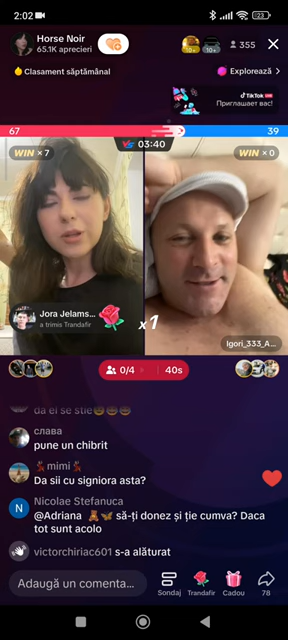 2:02
23
Horse Noir
65.1K aprecieri
10+
10+
355
Clasament săptămânal
Explorează
TikTok LIVE
Приглашает вас!
67
39
WIN × 7
VS 03:40
WIN × 0
Jora Jelams...
a trimis Trandafir
x1
Igori_333_A...
0/4
40s
da ei se stie
слава
pune un chibrit
mimi
Da sii cu signiora asta?
N
Nicolae Stefanuca
@Adriana să-ți donez și ție cumva? Daca
tot sunt acolo
victorchiriac601 s-a alăturat
Adaugă un comenta...
Sondaj
Trandafir
Cadou
78